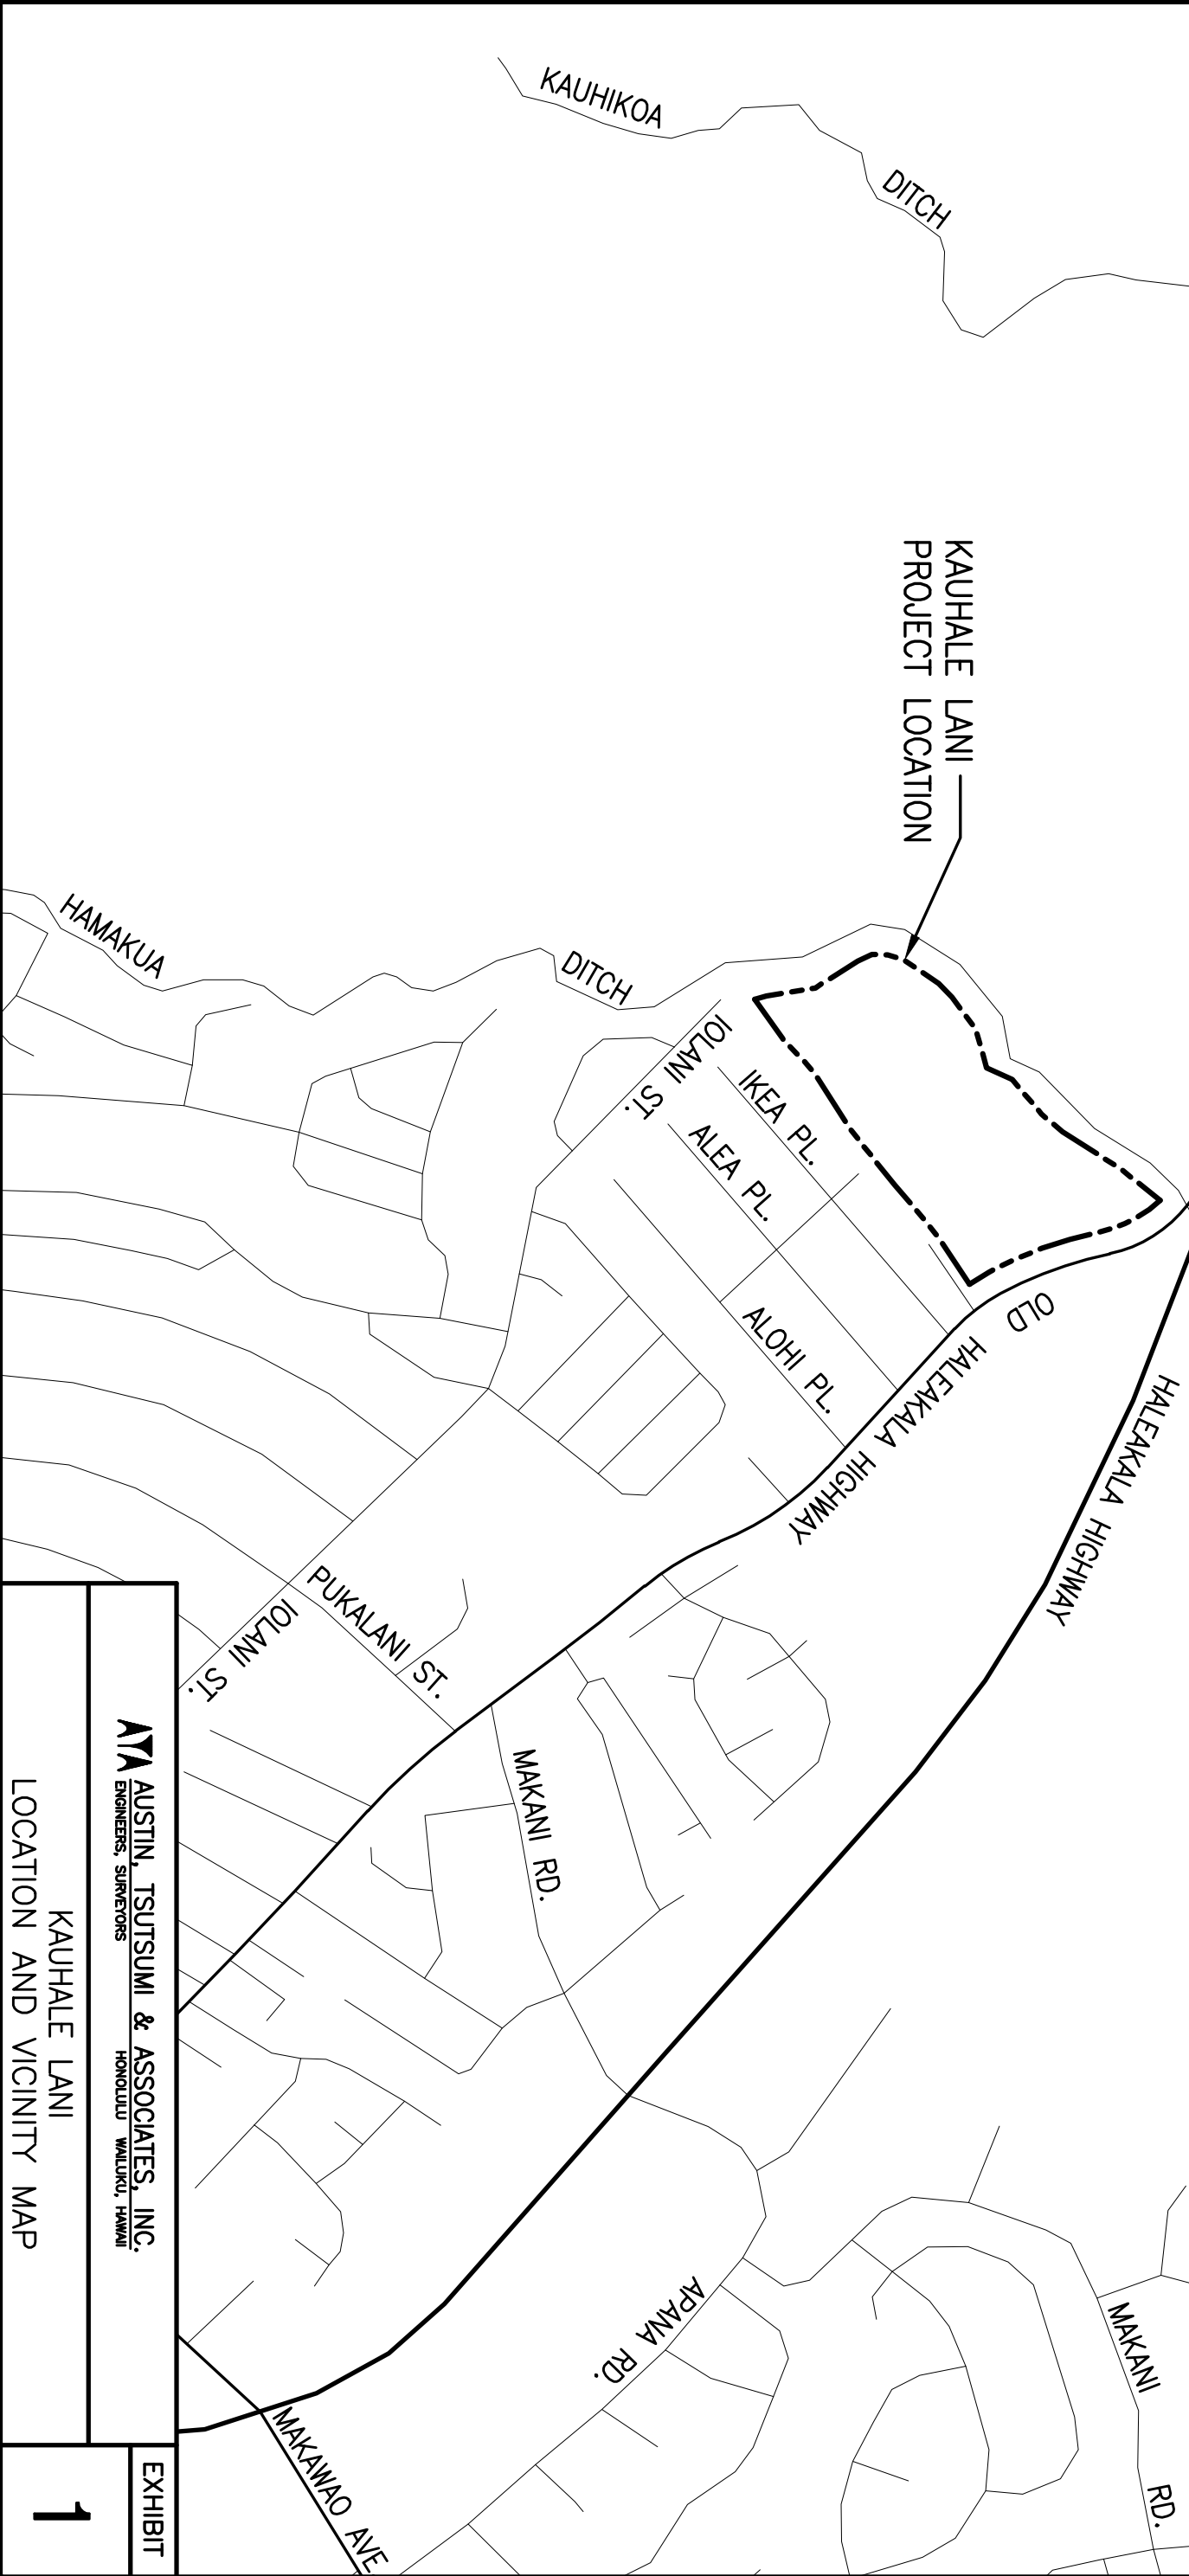 KAUHIKOA
DITCH
KAUHALE LANI
PROJECT LOCATION
HAMAKUA
DITCH
IOLANI ST.
IKEA PL.
ALEA PL.
ALOHI PL.
OLD
HALEAKALA HIGHWAY
HALEAKALA HIGHWAY
PUKALANI ST.
IOLANI ST.
MAKANI RD.
APANA RD.
MAKANI
RD.
MAKAWAO AVE
ATA AUSTIN, TSUTSUMI & ASSOCIATES, INC.
ENGINEERS, SURVEYORS HONOLULU WAILUKU, HAWAII
KAUHALE LANI
LOCATION AND VICINITY MAP
EXHIBIT
1